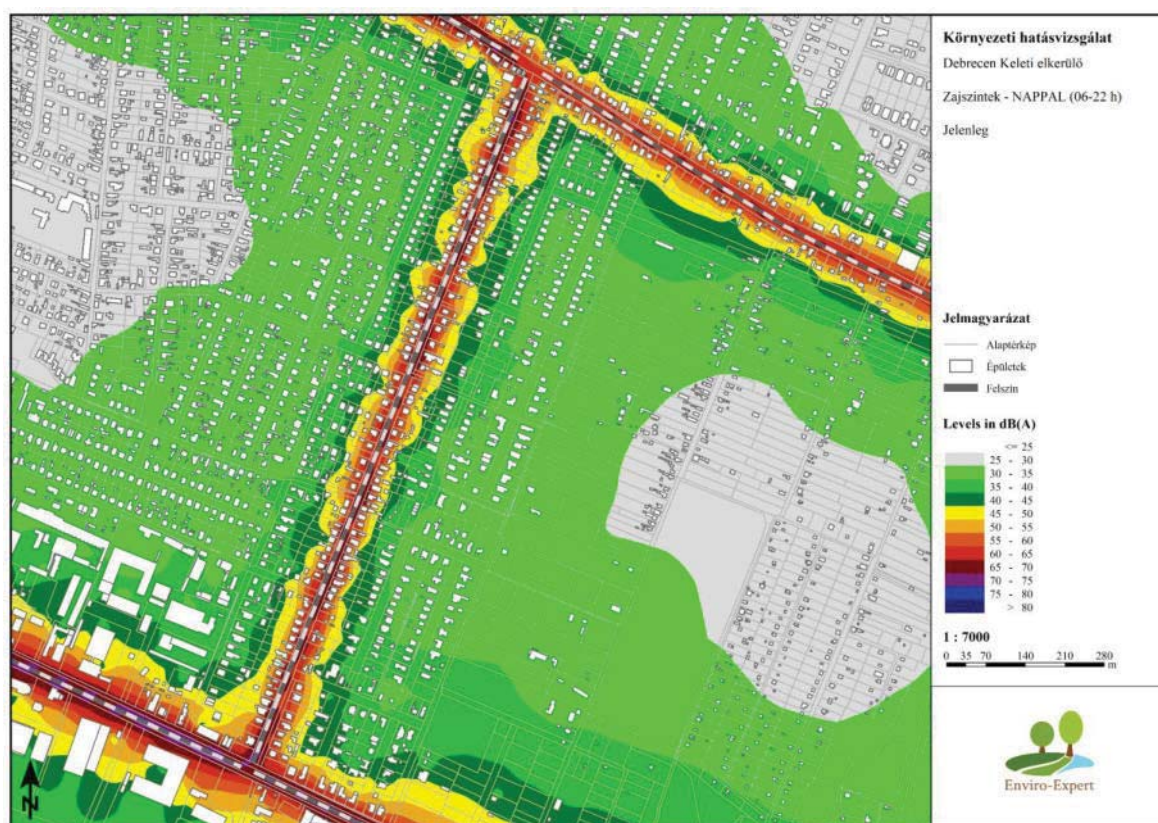 Környezeti hatásvizsgálat
Debrecen Keleti elkerülő
Zajszintek - NAPPAL (06-22 h)
Jelenleg
Jelmagyarázat
Alaptérkép
Épületek
Felszín
Levels in dB(A)
<= 25
25 - 30
30 - 35
35 - 40
40 - 45
45 - 50
50 - 55
55 - 60
60 - 65
65 - 70
70 - 75
75 - 80
> 80
1 : 7000
0 35 70 140 210 280
m
Enviro-Expert
N